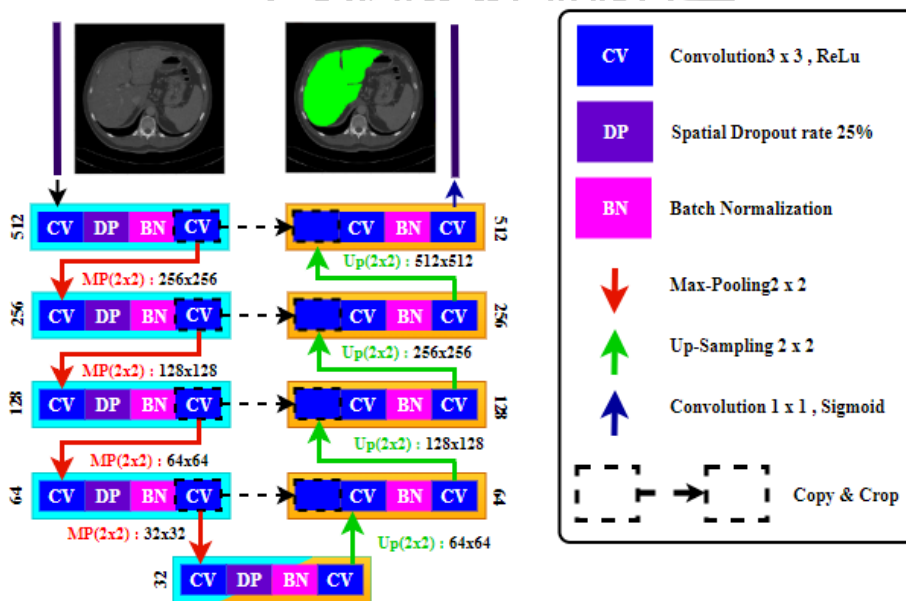 512
CV DP BN CV
CV BN CV
512
MP(2x2) : 256x256
Up(2x2) : 512x512
256
CV DP BN CV
CV BN CV
256
MP(2x2) : 128x128
Up(2x2) : 256x256
128
CV DP BN CV
CV BN CV
128
MP(2x2) : 64x64
Up(2x2) : 128x128
64
CV DP BN CV
CV BN CV
64
MP(2x2) : 32x32
Up(2x2) : 64x64
32
CV DP BN CV
CV
Convolution3 x 3 , ReLu
DP
Spatial Dropout rate 25%
BN
Batch Normalization
Max-Pooling2 x 2
Up-Sampling 2 x 2
Convolution 1 x 1 , Sigmoid
Copy & Crop